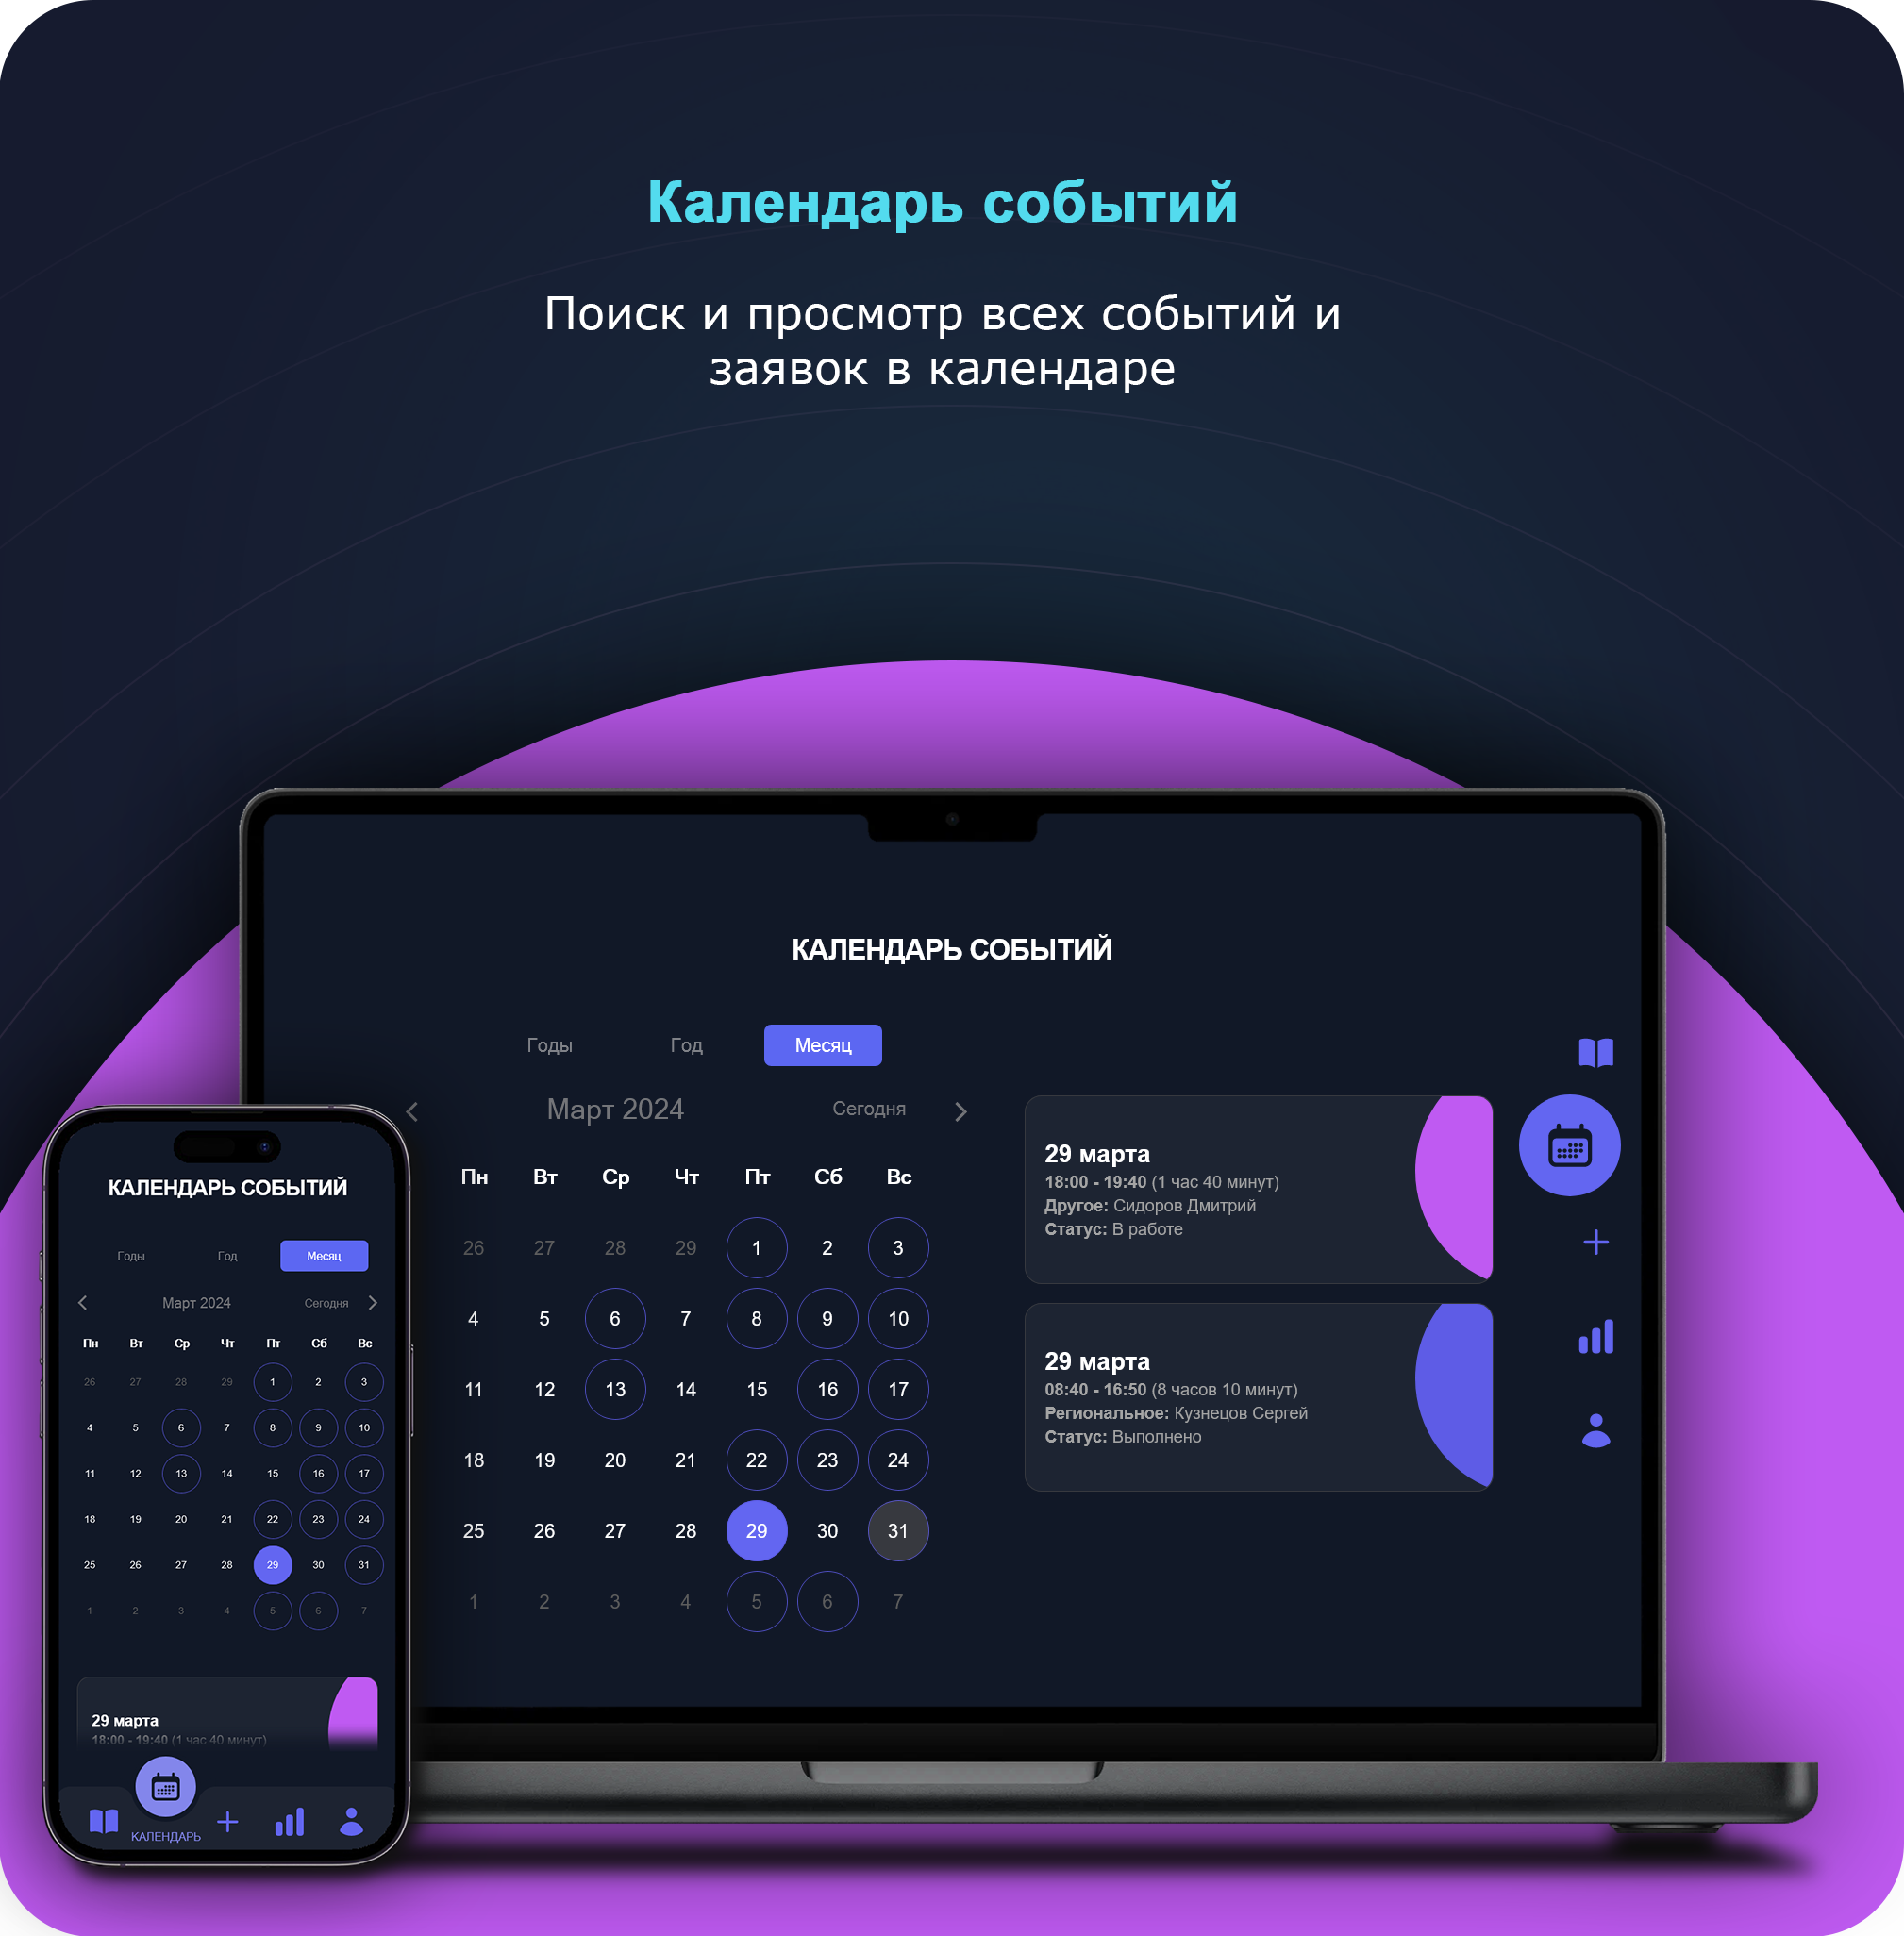 Календарь событий
Поиск и просмотр всех событий и
заявок в календаре
КАЛЕНДАРЬ СОБЫТИЙ
Годы Год Месяц
Март 2024 Сегодня
Пн Вт Ср Чт Пт Сб Вс
26 27 28 29 1 2 3
4 5 6 7 8 9 10
11 12 13 14 15 16 17
18 19 20 21 22 23 24
25 26 27 28 29 30 31
1 2 3 4 5 6 7
29 марта
18:00 - 19:40 (1 час 40 минут)
Другое: Сидоров Дмитрий
Статус: В работе
29 марта
08:40 - 16:50 (8 часов 10 минут)
Региональное: Кузнецов Сергей
Статус: Выполнено
КАЛЕНДАРЬ СОБЫТИЙ
Годы Год Месяц
Март 2024 Сегодня
Пн Вт Ср Чт Пт Сб Вс
26 27 28 29 1 2 3
4 5 6 7 8 9 10
11 12 13 14 15 16 17
18 19 20 21 22 23 24
25 26 27 28 29 30 31
1 2 3 4 5 6 7
29 марта
18:00 - 19:40 (1 час 40 минут)
КАЛЕНДАРЬ